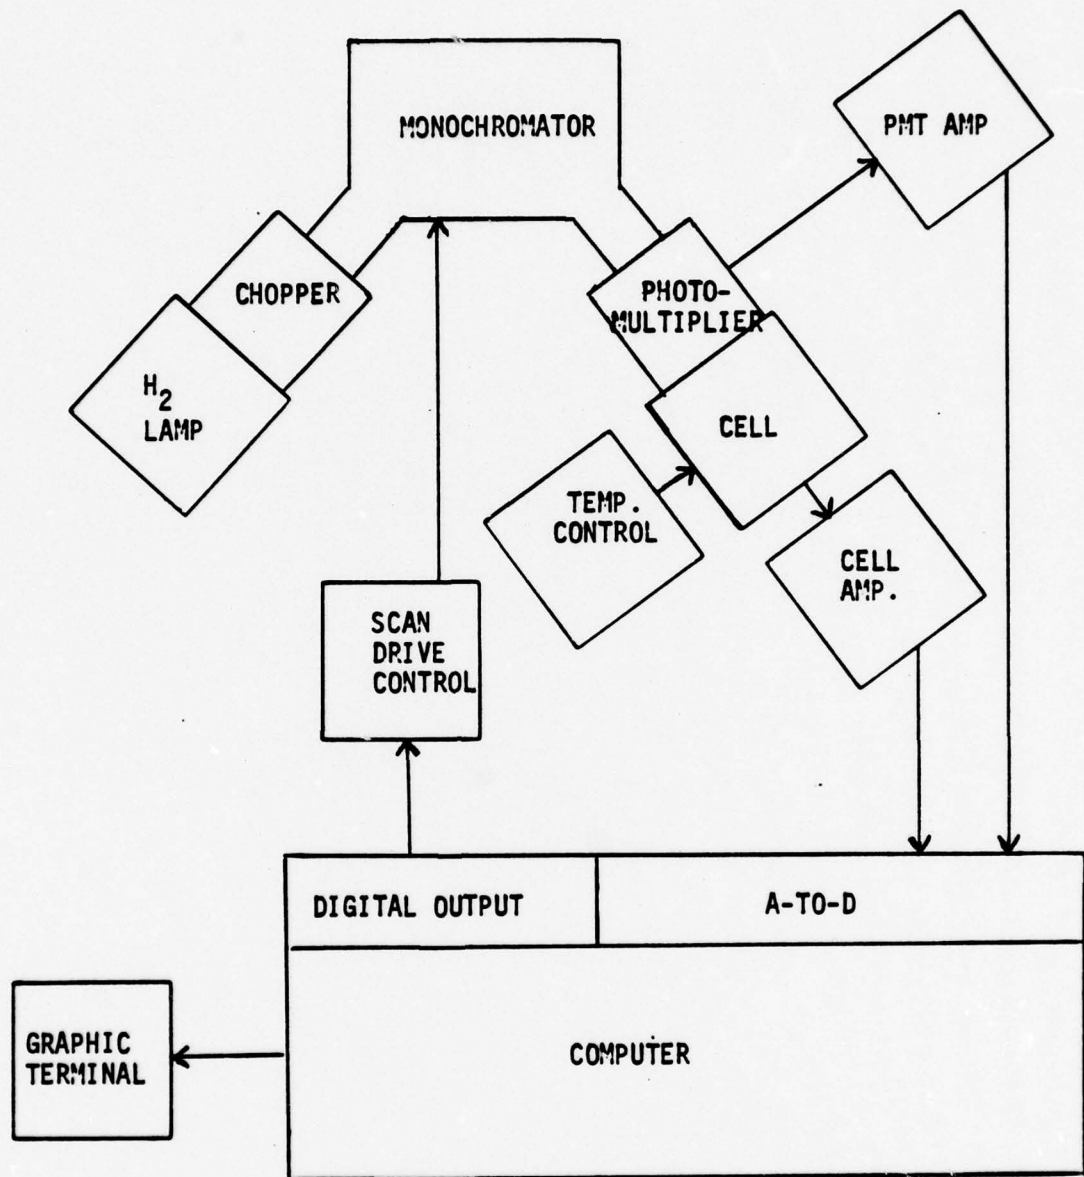 MONOCHROMATOR
PMT AMP
CHOPPER
PHOTO-
MULTIPLIER
H₂
LAMP
CELL
TEMP.
CONTROL
CELL
AMP.
SCAN
DRIVE
CONTROL
DIGITAL OUTPUT
A-TO-D
GRAPHIC
TERMINAL
COMPUTER